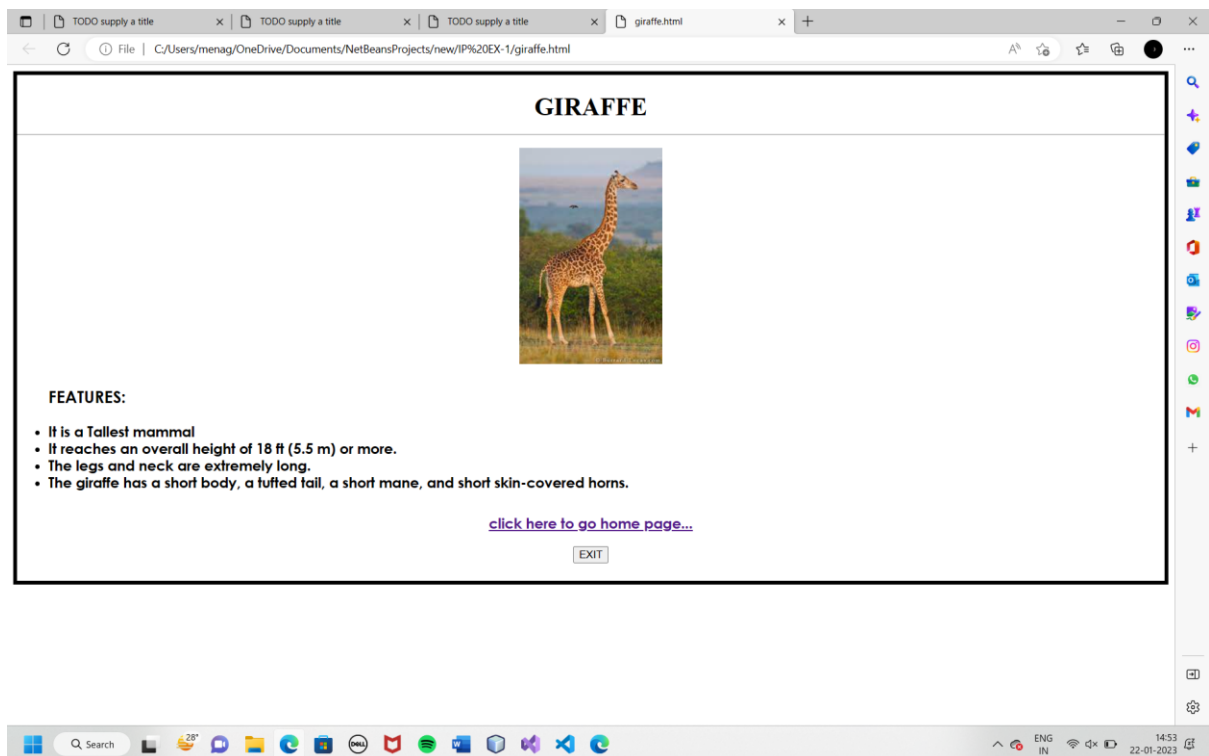 TODO supply a title
TODO supply a title
TODO supply a title
giraffe.html
File | C:/Users/menag/OneDrive/Documents/NetBeansProjects/new/IP%20EX-1/giraffe.html
GIRAFFE
FEATURES:
• It is a Tallest mammal
• It reaches an overall height of 18 ft (5.5 m) or more.
• The legs and neck are extremely long.
• The giraffe has a short body, a tufted tail, a short mane, and short skin-covered horns.
click here to go home page...
EXIT
28°
Search
DELL
ENG
IN
14:53
22-01-2023